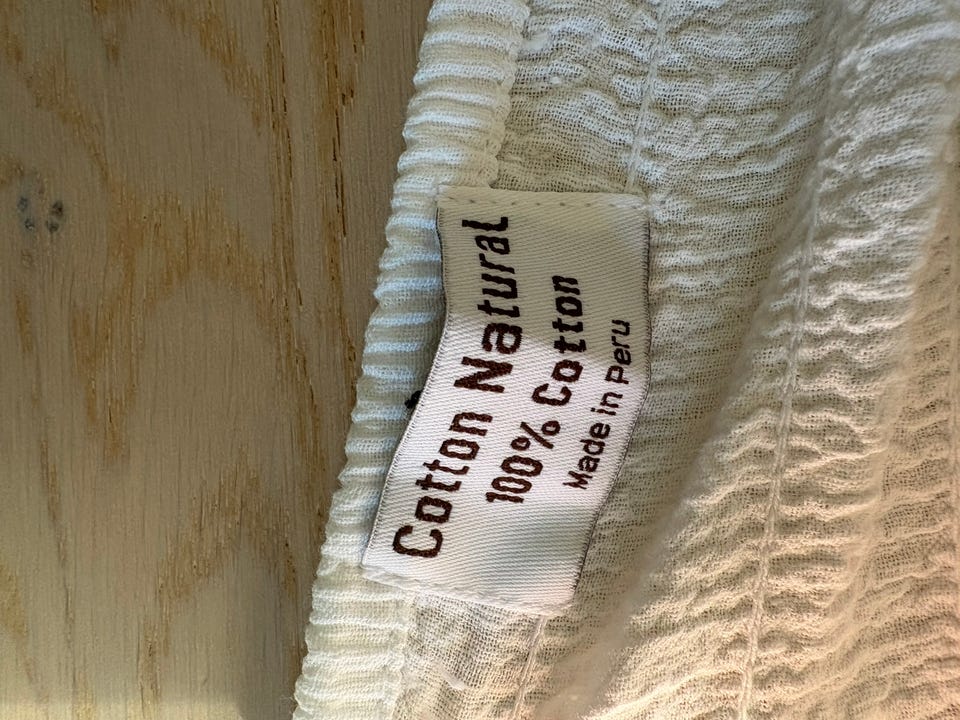 Cotton Natural
100% Cotton
Made in Peru